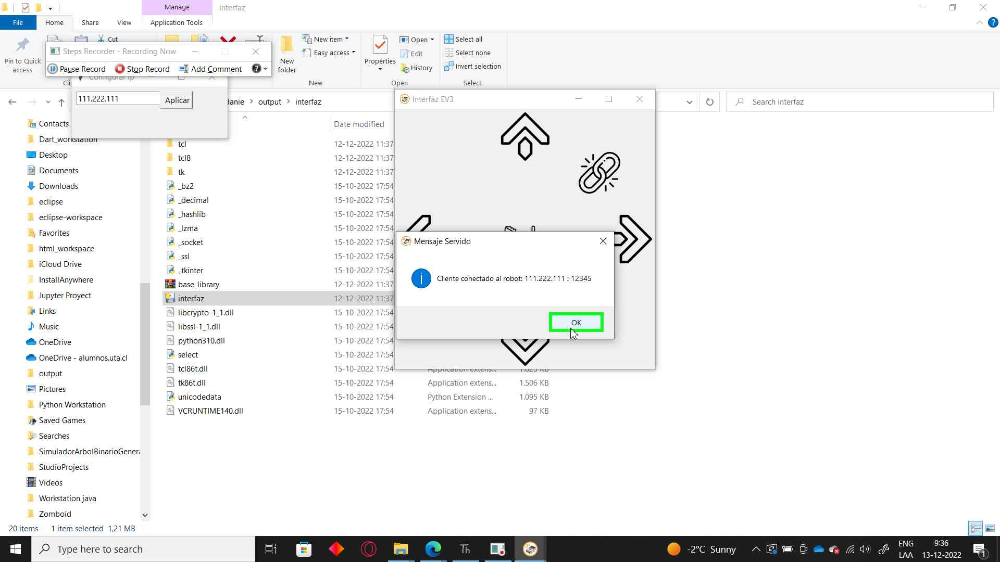 Manage
interfaz
File
Home
Share
View
Application Tools
Pin to Quick access
Cut
New folder
New item
Easy access
New
Properties
Open
Edit
History
Open
Select all
Select none
Invert selection
Select
Steps Recorder - Recording Now
Pause Record
Stop Record
Add Comment
Configurar Ip
111.222.111
Aplicar
danie > output > interfaz
Search interfaz
Date modified
Contacts
Dart_workstation
Desktop
Documents
Downloads
eclipse
eclipse-workspace
Favorites
html_workspace
iCloud Drive
InstallAnywhere
Jupyter Proyect
Links
Music
OneDrive
OneDrive - alumnos.uta.cl
output
Pictures
Python Workstation
Saved Games
Searches
SimuladorArbolBinarioGenera
StudioProjects
Videos
Workstation java
Zomboid
tcl 12-12-2022 11:37
tcl8 12-12-2022 11:37
tk 12-12-2022 11:37
_bz2 15-10-2022 17:54
_decimal 15-10-2022 17:54
_hashlib 15-10-2022 17:54
_lzma 15-10-2022 17:54
_socket 15-10-2022 17:54
_ssl 15-10-2022 17:54
_tkinter 15-10-2022 17:54
base_library 12-12-2022 11:37
interfaz 12-12-2022 11:37
libcrypto-1_1.dll 15-10-2022 17:54
libssl-1_1.dll 15-10-2022 17:54
python310.dll 15-10-2022 17:54
select 15-10-2022 17:54
tcl86t.dll 15-10-2022 17:54 Application extens... 1.825 KB
tk86t.dll 15-10-2022 17:54 Application extens... 1.506 KB
unicodedata 15-10-2022 17:54 Python Extension ... 1.095 KB
VCRUNTIME140.dll 15-10-2022 17:54 Application extens... 97 KB
Interfaz EV3
Mensaje Servido
Cliente conectado al robot: 111.222.111 : 12345
OK
20 items 1 item selected 1,21 MB
Type here to search
Th
-2°C Sunny
ENG
LAA
9:36
13-12-2022
1